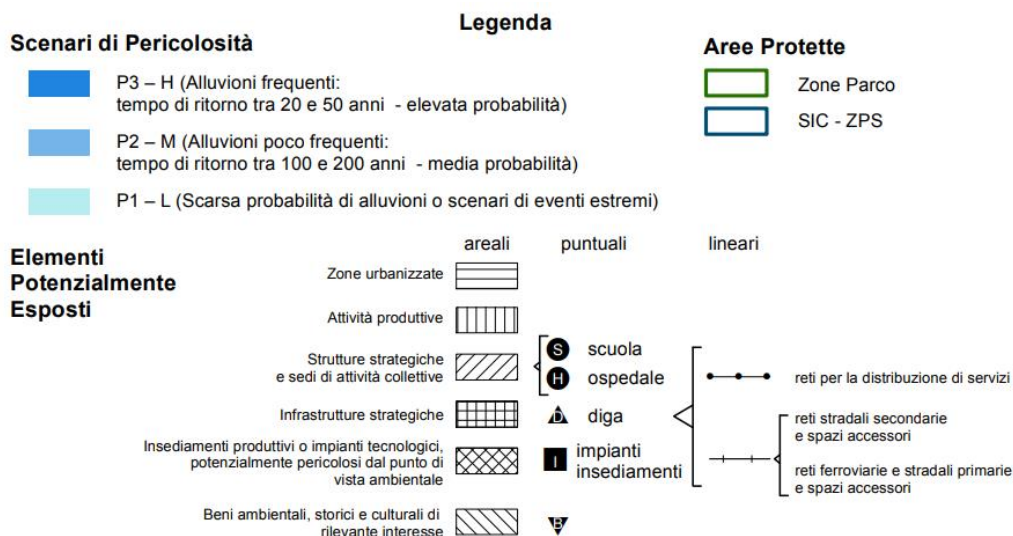 Legenda
Scenari di Pericolosità
P3 – H (Alluvioni frequenti:
tempo di ritorno tra 20 e 50 anni - elevata probabilità)
P2 – M (Alluvioni poco frequenti:
tempo di ritorno tra 100 e 200 anni - media probabilità)
P1 – L (Scarsa probabilità di alluvioni o scenari di eventi estremi)
Aree Protette
Zone Parco
SIC - ZPS
Elementi
Potenzialmente
Esposti
areali puntuali lineari
Zone urbanizzate
Attività produttive
Strutture strategiche
e sedi di attività collettive
S scuola
H ospedale
Infrastrutture strategiche
D diga
Insediamenti produttivi o impianti tecnologici,
potenzialmente pericolosi dal punto di
vista ambientale
I impianti
insediamenti
Beni ambientali, storici e culturali di
rilevante interesse
B
reti per la distribuzione di servizi
reti stradali secondarie
e spazi accessori
reti ferroviarie e stradali primarie
e spazi accessori